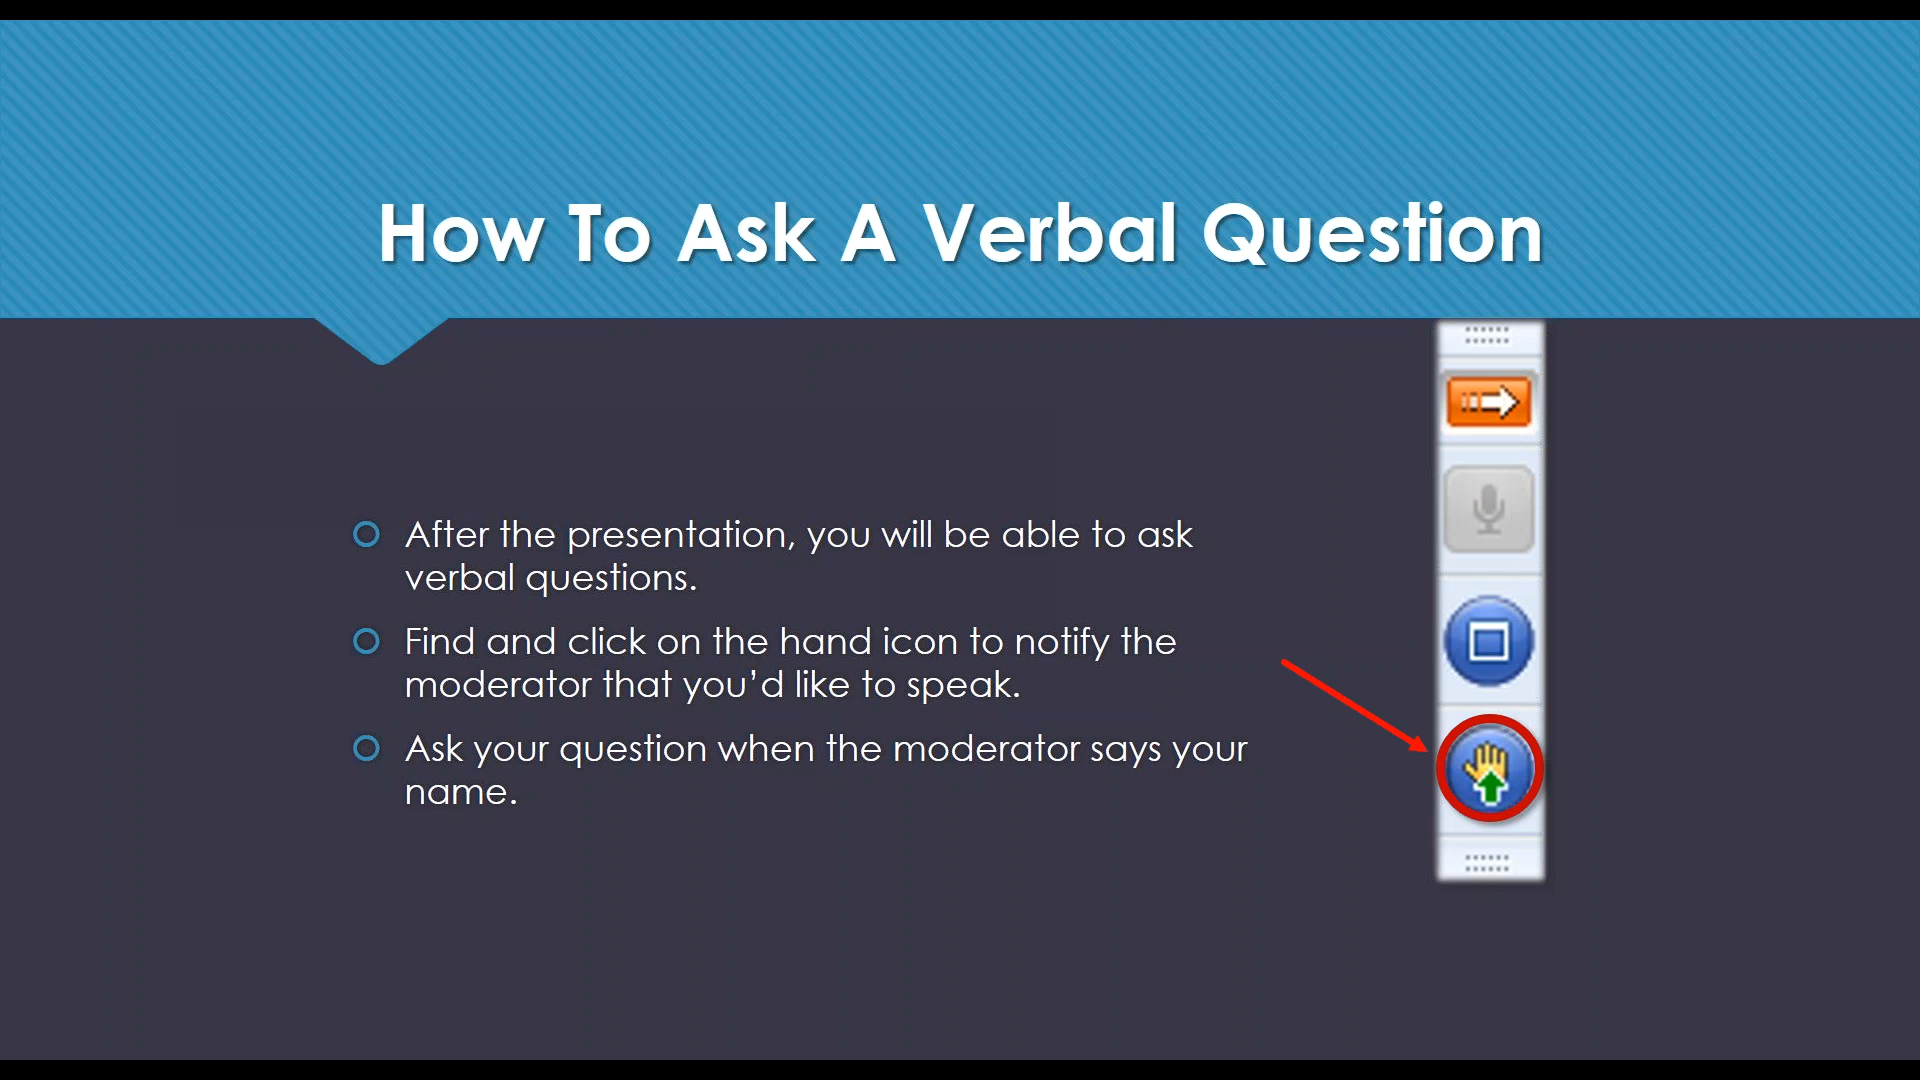 How To Ask A Verbal Question
After the presentation, you will be able to ask
verbal questions.
Find and click on the hand icon to notify the
moderator that you’d like to speak.
Ask your question when the moderator says your
name.